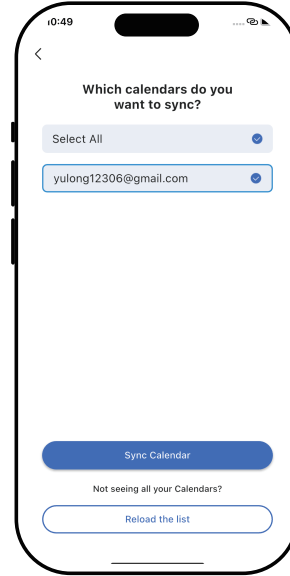 10:49
Which calendars do you
want to sync?
Select All
yulong12306@gmail.com
Sync Calendar
Not seeing all your Calendars?
Reload the list